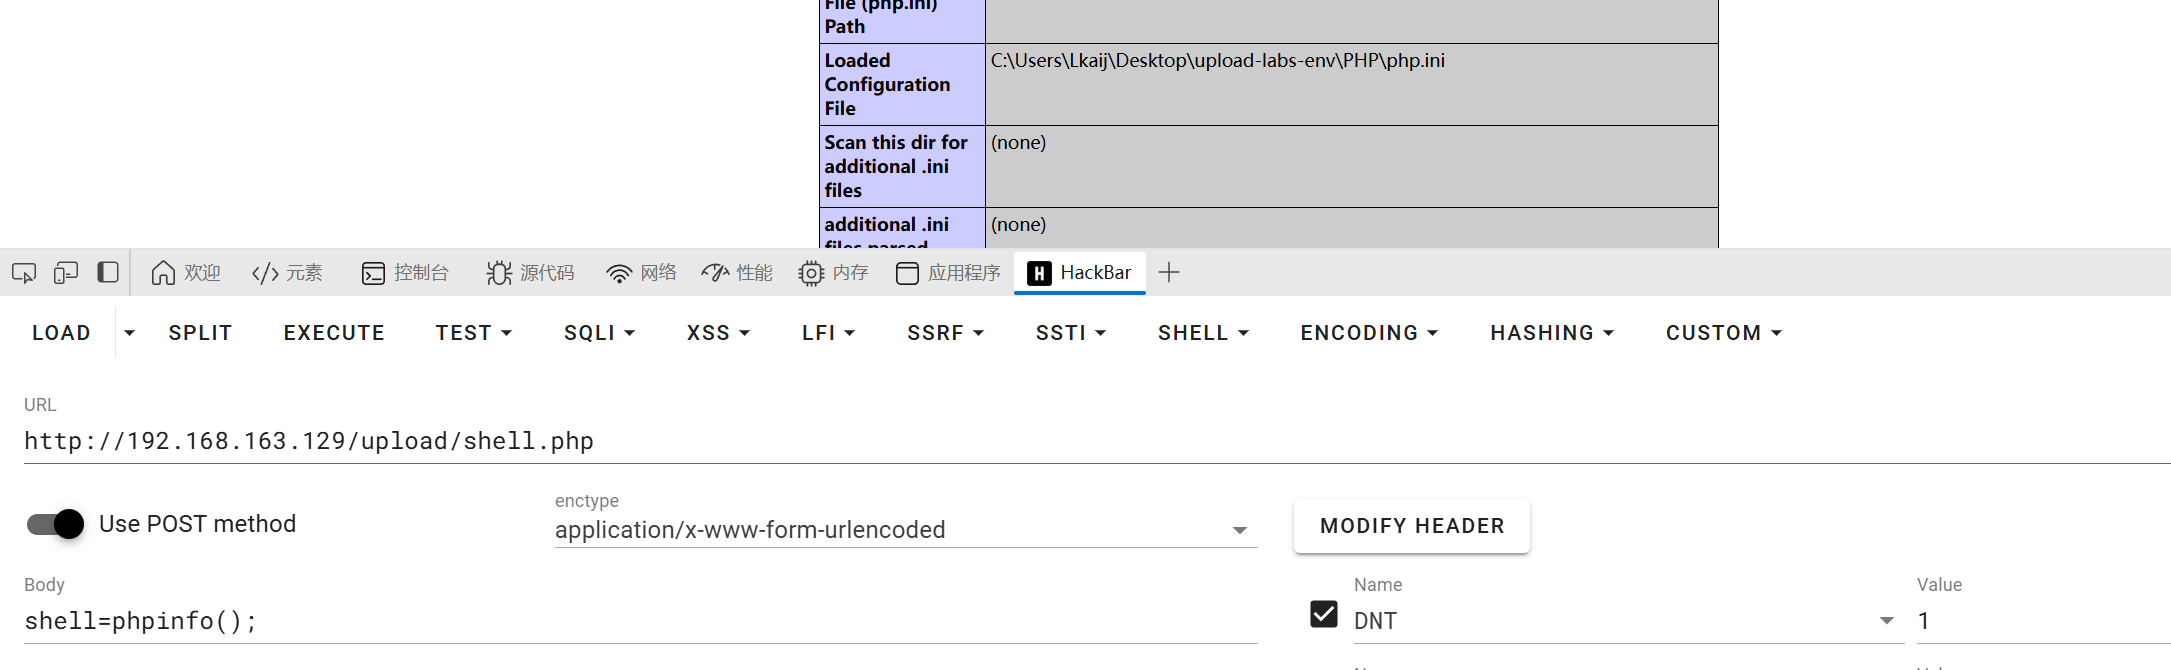 File (php.ini)
Path
Loaded
Configuration
File
C:\Users\Lkaij\Desktop\upload-labs-env\PHP\php.ini
Scan this dir for
additional .ini
files
(none)
additional .ini
files parsed
(none)
欢迎 元素 控制台 源代码 网络 性能 内存 应用程序 H HackBar
LOAD SPLIT EXECUTE TEST SQLI XSS LFI SSRF SSTI SHELL ENCODING HASHING CUSTOM
URL
http://192.168.163.129/upload/shell.php
Use POST method
enctype
application/x-www-form-urlencoded
MODIFY HEADER
Body
shell=phpinfo();
Name
DNT
Value
1